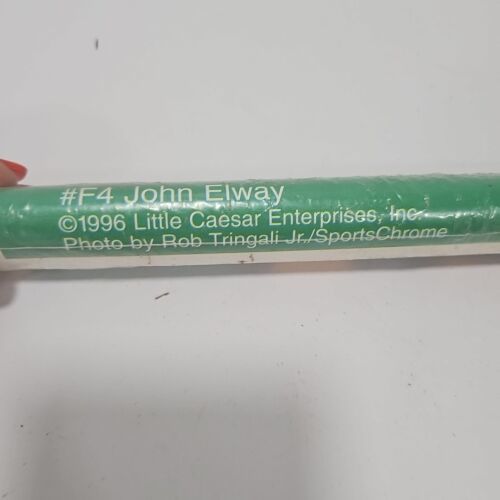 #F4 John Elway
©1996 Little Caesar Enterprises, Inc.
Photo by Rob Tringali Jr./SportsChrome